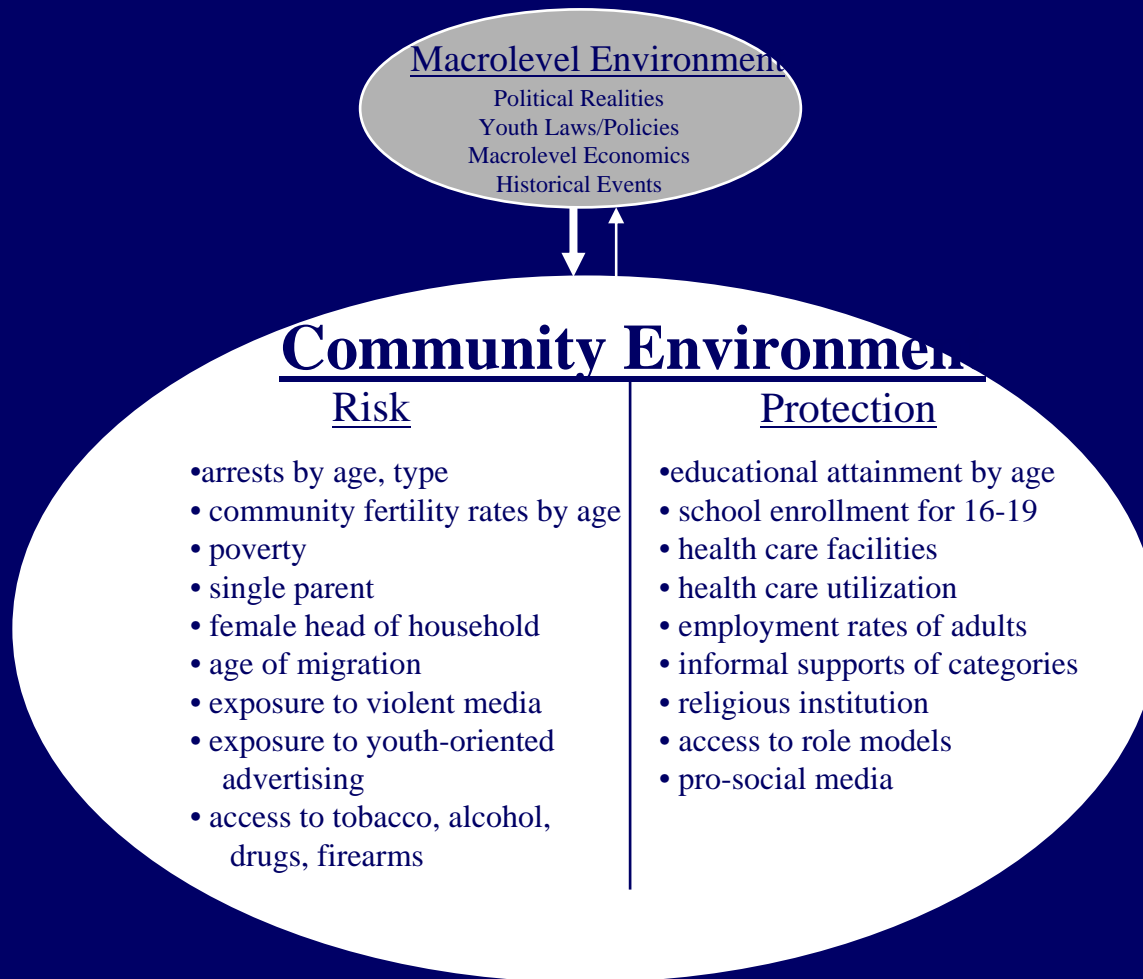 Macrolevel Environment
Political Realities
Youth Laws/Policies
Macrolevel Economics
Historical Events
Community Environment
Risk
•arrests by age, type
• community fertility rates by age
• poverty
• single parent
• female head of household
• age of migration
• exposure to violent media
• exposure to youth-oriented
advertising
• access to tobacco, alcohol,
drugs, firearms
Protection
•educational attainment by age
• school enrollment for 16-19
• health care facilities
• health care utilization
• employment rates of adults
• informal supports of categories
• religious institution
• access to role models
• pro-social media